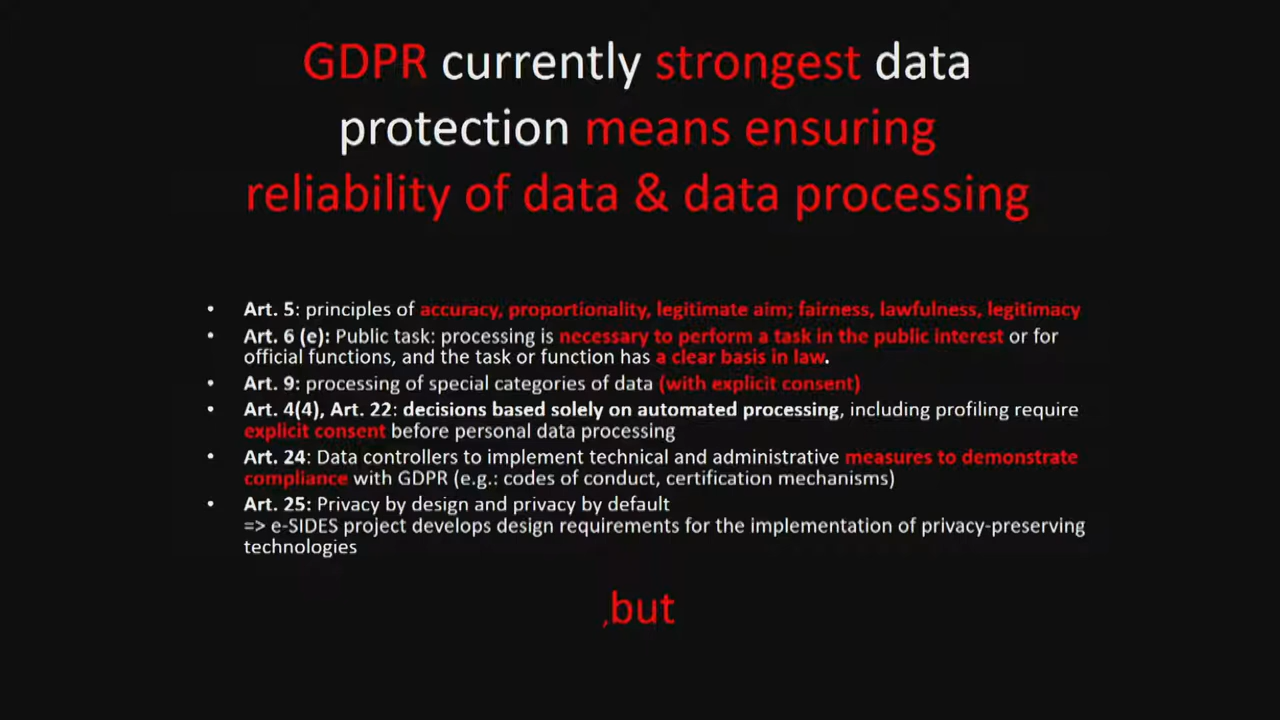 GDPR currently strongest data
protection means ensuring
reliability of data & data processing
• Art. 5: principles of accuracy, proportionality, legitimate aim; fairness, lawfulness, legitimacy
• Art. 6 (e): Public task: processing is necessary to perform a task in the public interest or for
official functions, and the task or function has a clear basis in law.
• Art. 9: processing of special categories of data (with explicit consent)
• Art. 4(4), Art. 22: decisions based solely on automated processing, including profiling require
explicit consent before personal data processing
• Art. 24: Data controllers to implement technical and administrative measures to demonstrate
compliance with GDPR (e.g.: codes of conduct, certification mechanisms)
• Art. 25: Privacy by design and privacy by default
=> e-SIDES project develops design requirements for the implementation of privacy-preserving
technologies
,but